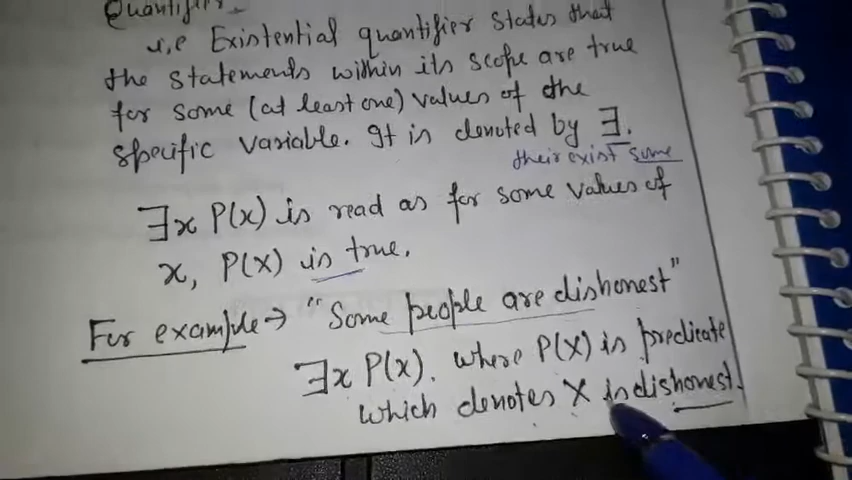 Quantifier.
i,e Existential quantifier states that
the statements within its scope are true
for some (at least one) values of the
specific variable. It is denoted by ∃.
their exist some
∃x P(x) is read as for some values of
x, P(x) is true.
For example → "Some people are dishonest"
∃x P(x). where P(x) is predicate
which denotes X is dishonest.